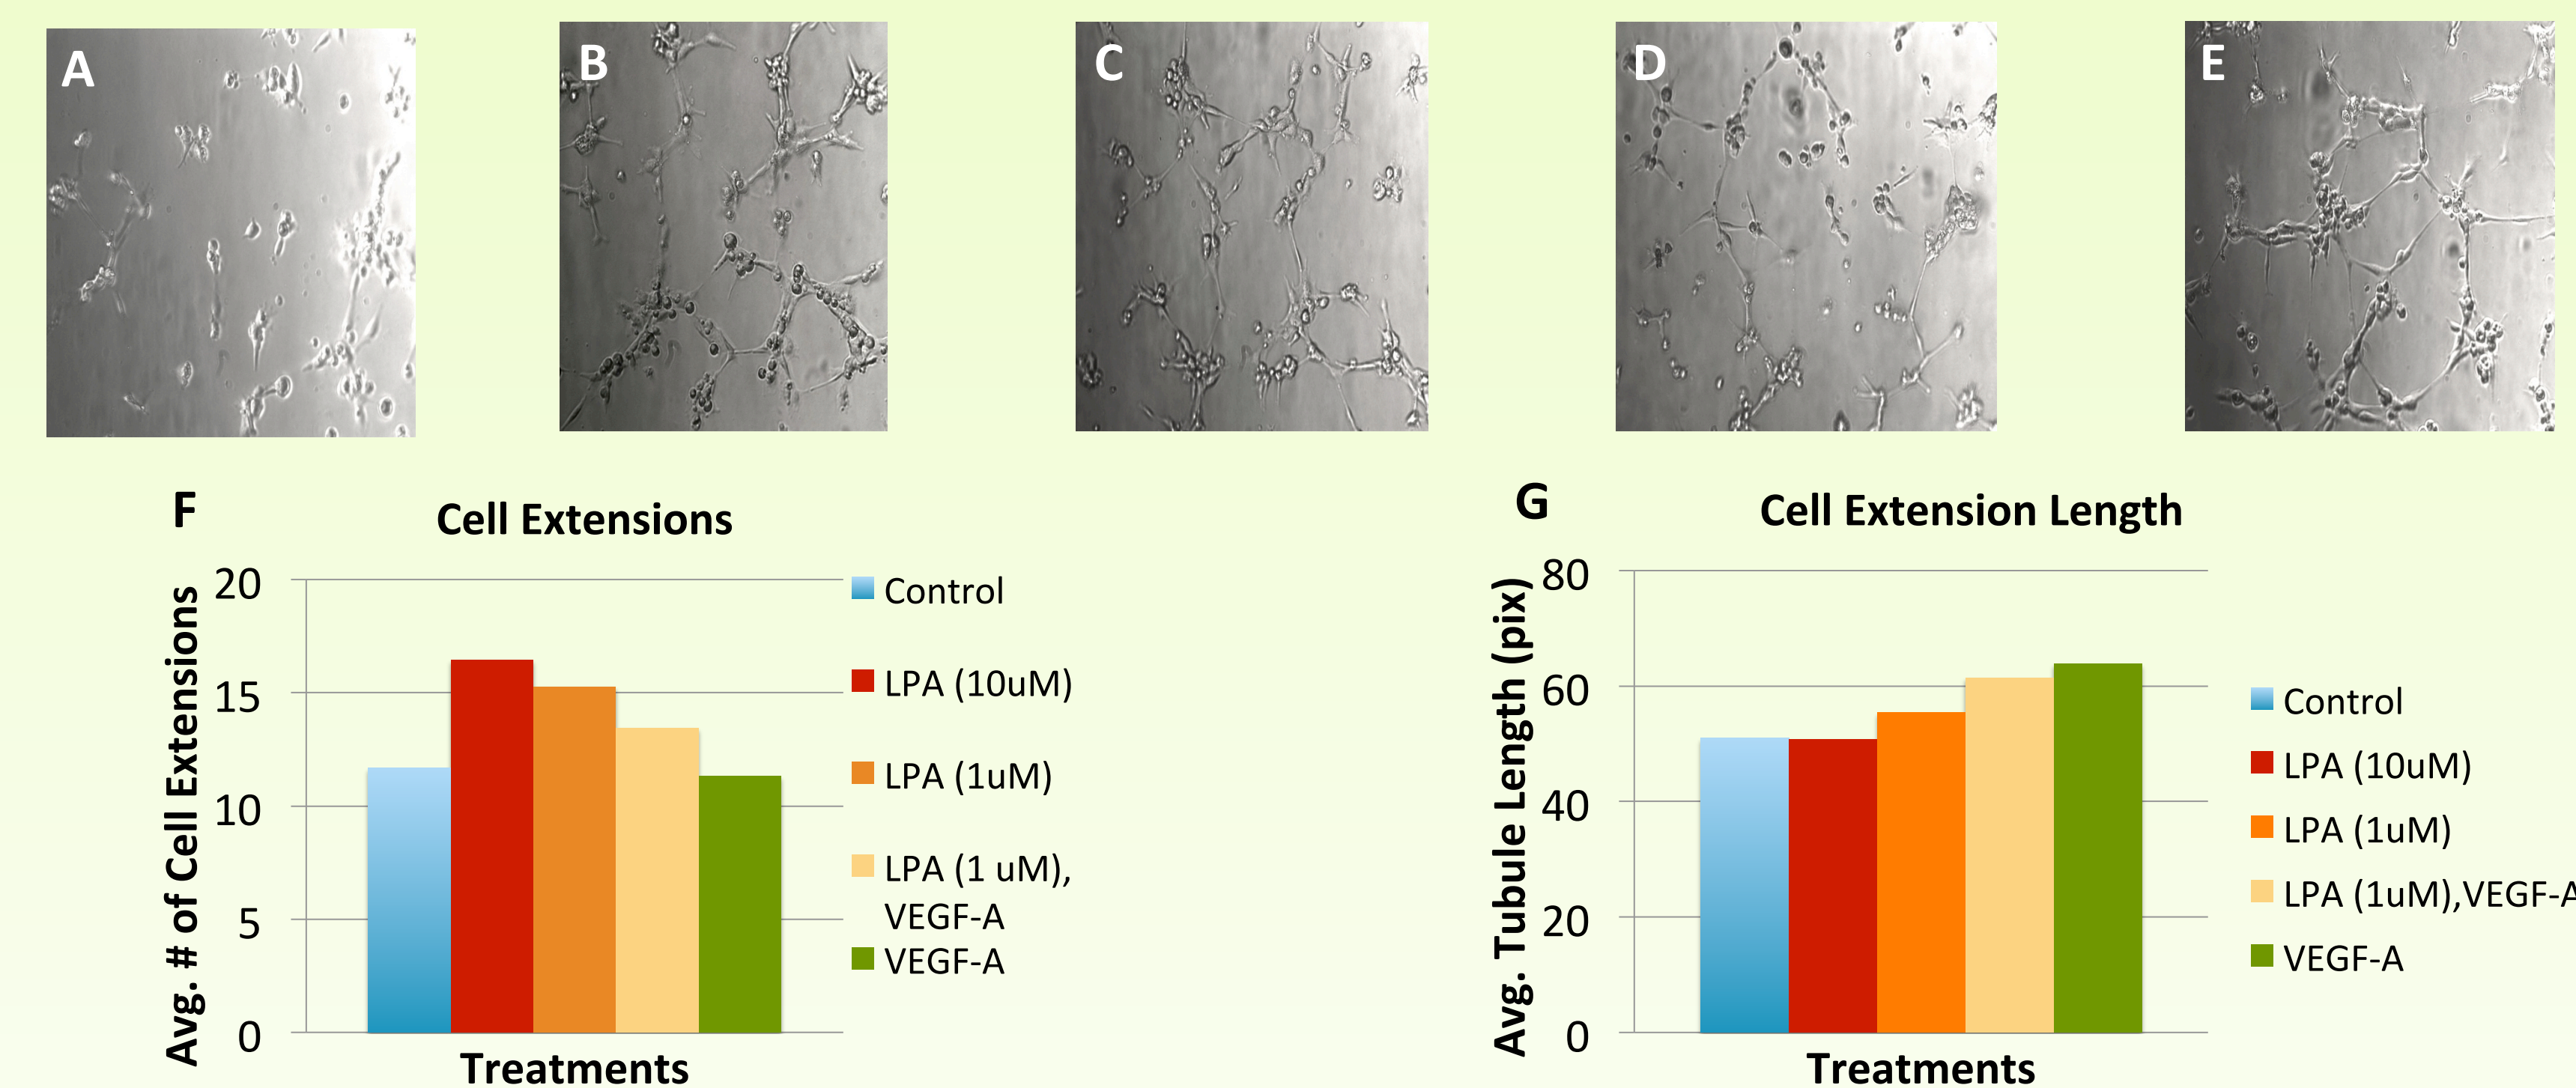 A
B
C
D
E
F
Cell Extensions
Avg. # of Cell Extensions
20
15
10
5
0
Treatments
Control
LPA (10uM)
LPA (1uM)
LPA (1 uM),
VEGF-A
VEGF-A
G
Cell Extension Length
Avg. Tubule Length (pix)
80
60
40
20
0
Treatments
Control
LPA (10uM)
LPA (1uM)
LPA (1uM),VEGF-A
VEGF-A